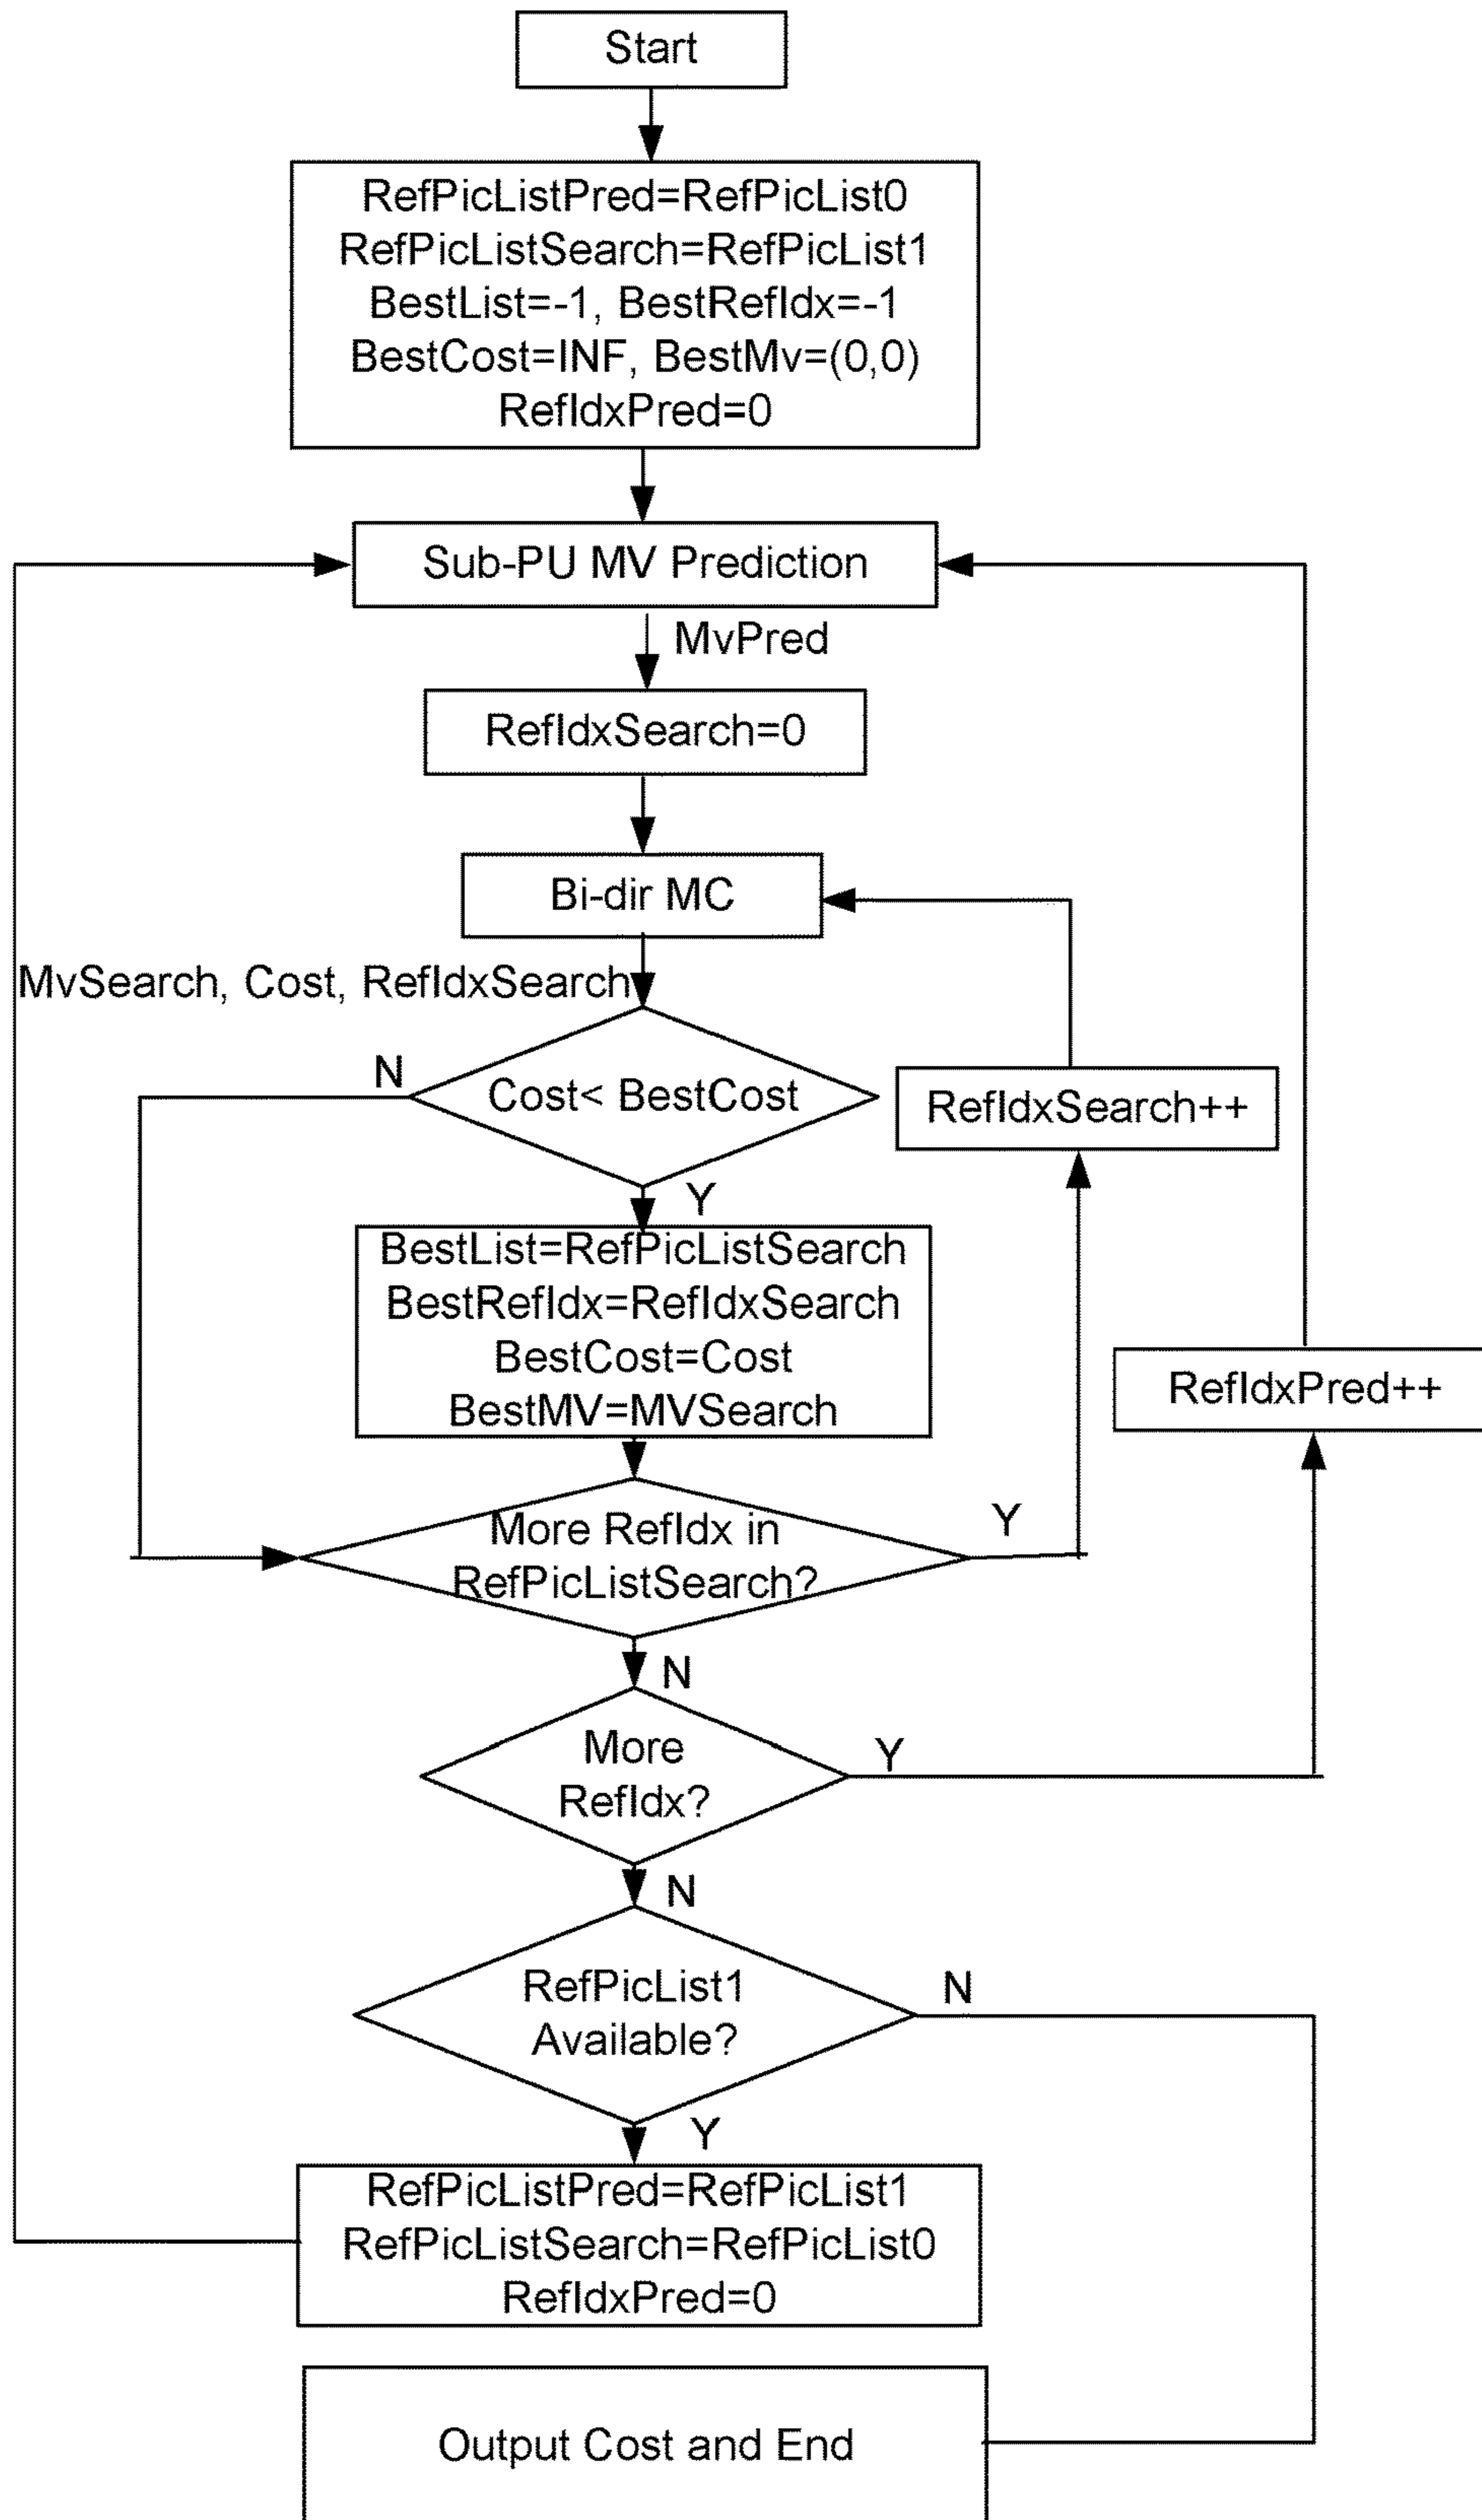 Start
RefPicListPred=RefPicList0
RefPicListSearch=RefPicList1
BestList=-1, BestRefIdx=-1
BestCost=INF, BestMv=(0,0)
RefIdxPred=0
Sub-PU MV Prediction
MvPred
RefIdxSearch=0
Bi-dir MC
MvSearch, Cost, RefIdxSearch
N
Cost< BestCost
RefIdxSearch++
Y
BestList=RefPicListSearch
BestRefIdx=RefIdxSearch
BestCost=Cost
BestMV=MVSearch
RefIdxPred++
More RefIdx in
RefPicListSearch?
Y
N
More
RefIdx?
Y
N
RefPicList1
Available?
N
Y
RefPicListPred=RefPicList1
RefPicListSearch=RefPicList0
RefIdxPred=0
Output Cost and End